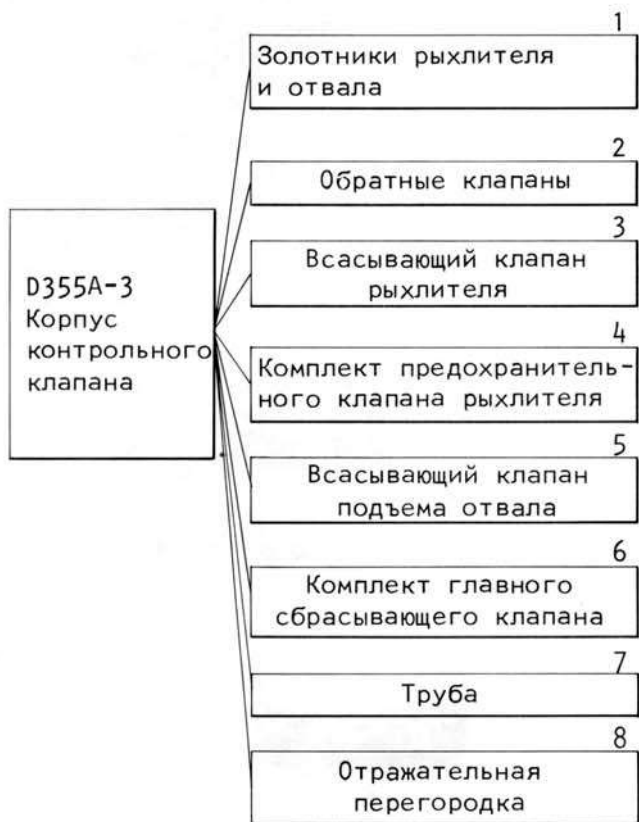 1
Золотники рыхлителя
и отвала
2
Обратные клапаны
3
Всасывающий клапан
рыхлителя
D355A-3
Корпус
контрольного
клапана
4
Комплект предохранитель-
ного клапана рыхлителя
5
Всасывающий клапан
подъема отвала
6
Комплект главного
сбрасывающего клапана
7
Труба
8
Отражательная
перегородка